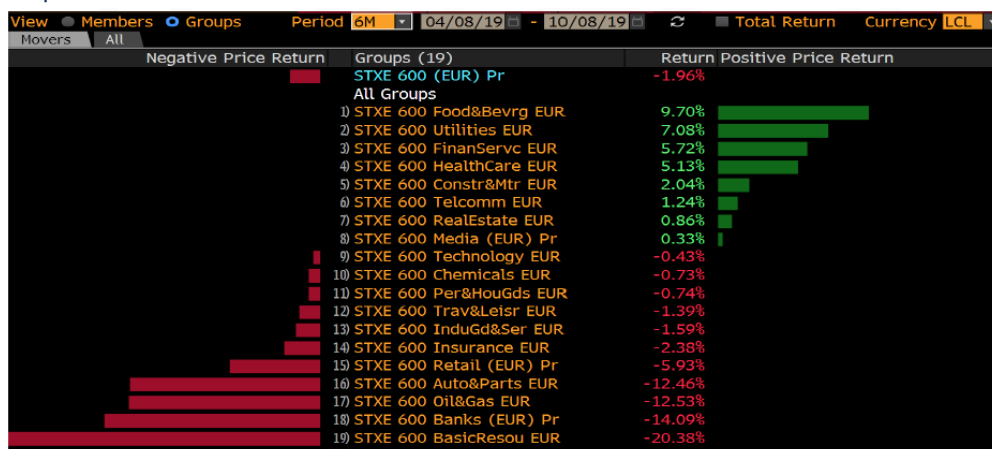 View Members Groups Period 6M 04/08/19 - 10/08/19 Total Return Currency LCL
Movers All
Negative Price Return Groups (19) Return Positive Price Return
STXE 600 (EUR) Pr -1.96%
All Groups
1) STXE 600 Food&Bevrg EUR 9.70%
2) STXE 600 Utilities EUR 7.08%
3) STXE 600 FinanServc EUR 5.72%
4) STXE 600 HealthCare EUR 5.13%
5) STXE 600 Constr&Mtr EUR 2.04%
6) STXE 600 Telcomm EUR 1.24%
7) STXE 600 RealEstate EUR 0.86%
8) STXE 600 Media (EUR) Pr 0.33%
9) STXE 600 Technology EUR -0.43%
10) STXE 600 Chemicals EUR -0.73%
11) STXE 600 Per&HouGds EUR -0.74%
12) STXE 600 Trav&Leisr EUR -1.39%
13) STXE 600 InduGd&Ser EUR -1.59%
14) STXE 600 Insurance EUR -2.38%
15) STXE 600 Retail (EUR) Pr -5.93%
16) STXE 600 Auto&Parts EUR -12.46%
17) STXE 600 Oil&Gas EUR -12.53%
18) STXE 600 Banks (EUR) Pr -14.09%
19) STXE 600 BasicResou EUR -20.38%